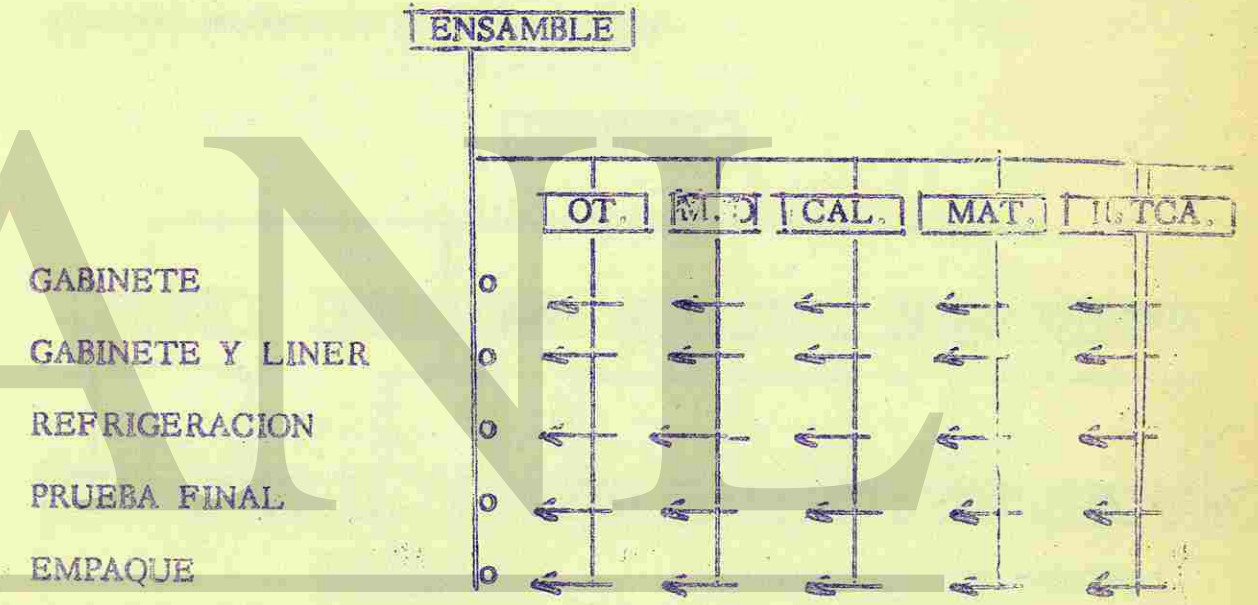 ENSAMBLE
OT. CAL. MAT.
GABINETE
GABINETE Y LINER
REFRIGERACION
PRUEBA FINAL
EMPAQUE